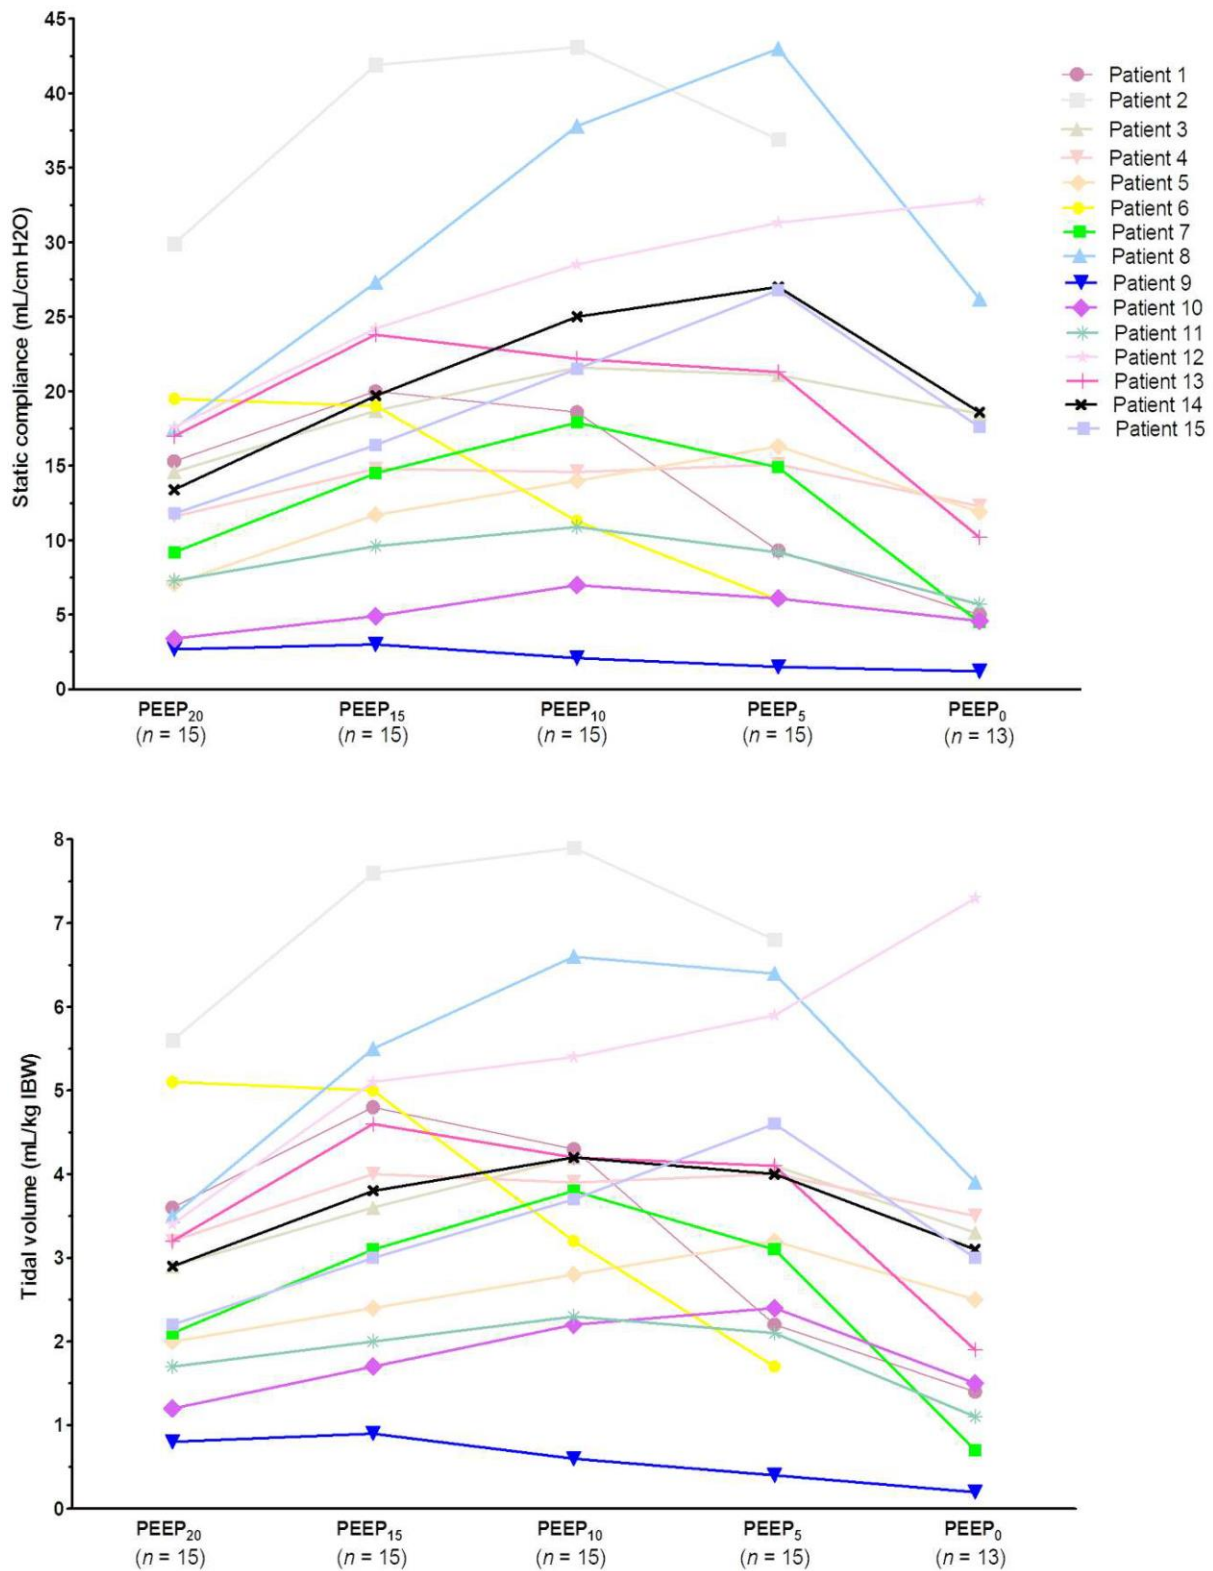 45
40
35
30
25
20
15
10
5
0
Static compliance (mL/cm H2O)
PEEP20 PEEP15 PEEP10 PEEP5 PEEP0
(n = 15) (n = 15) (n = 15) (n = 15) (n = 13)
Patient 1
Patient 2
Patient 3
Patient 4
Patient 5
Patient 6
Patient 7
Patient 8
Patient 9
Patient 10
Patient 11
Patient 12
Patient 13
Patient 14
Patient 15
8
7
6
5
4
3
2
1
0
Tidal volume (mL/kg IBW)
PEEP20 PEEP15 PEEP10 PEEP5 PEEP0
(n = 15) (n = 15) (n = 15) (n = 15) (n = 13)